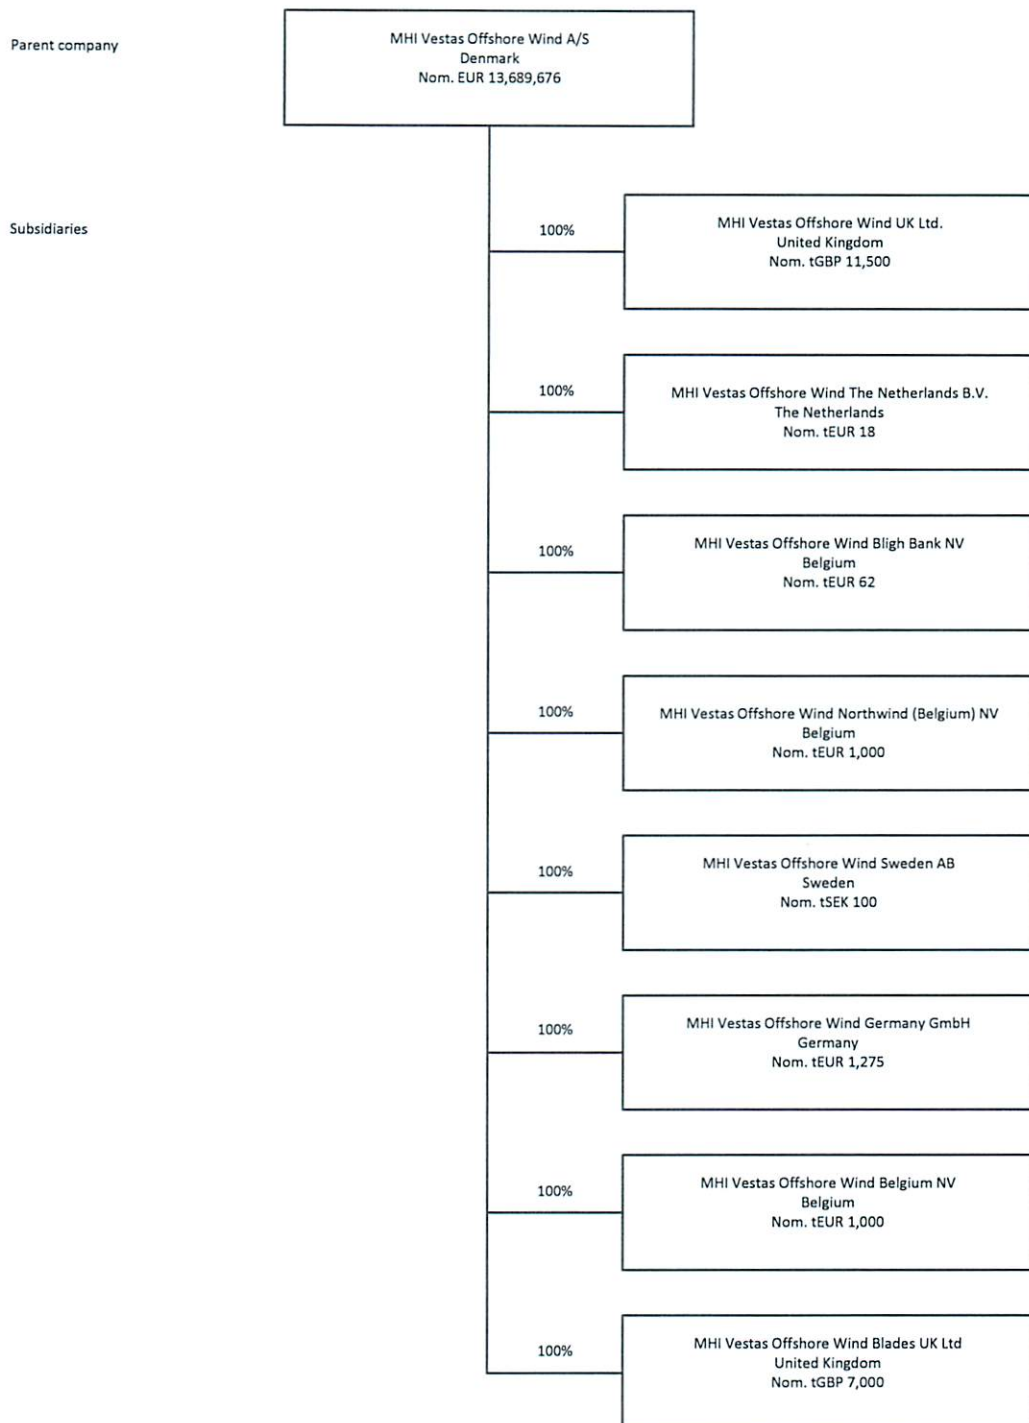 Parent company
MHI Vestas Offshore Wind A/S
Denmark
Nom. EUR 13,689,676
Subsidiaries
100%
MHI Vestas Offshore Wind UK Ltd.
United Kingdom
Nom. tGBP 11,500
100%
MHI Vestas Offshore Wind The Netherlands B.V.
The Netherlands
Nom. tEUR 18
100%
MHI Vestas Offshore Wind Bligh Bank NV
Belgium
Nom. tEUR 62
100%
MHI Vestas Offshore Wind Northwind (Belgium) NV
Belgium
Nom. tEUR 1,000
100%
MHI Vestas Offshore Wind Sweden AB
Sweden
Nom. tSEK 100
100%
MHI Vestas Offshore Wind Germany GmbH
Germany
Nom. tEUR 1,275
100%
MHI Vestas Offshore Wind Belgium NV
Belgium
Nom. tEUR 1,000
100%
MHI Vestas Offshore Wind Blades UK Ltd
United Kingdom
Nom. tGBP 7,000